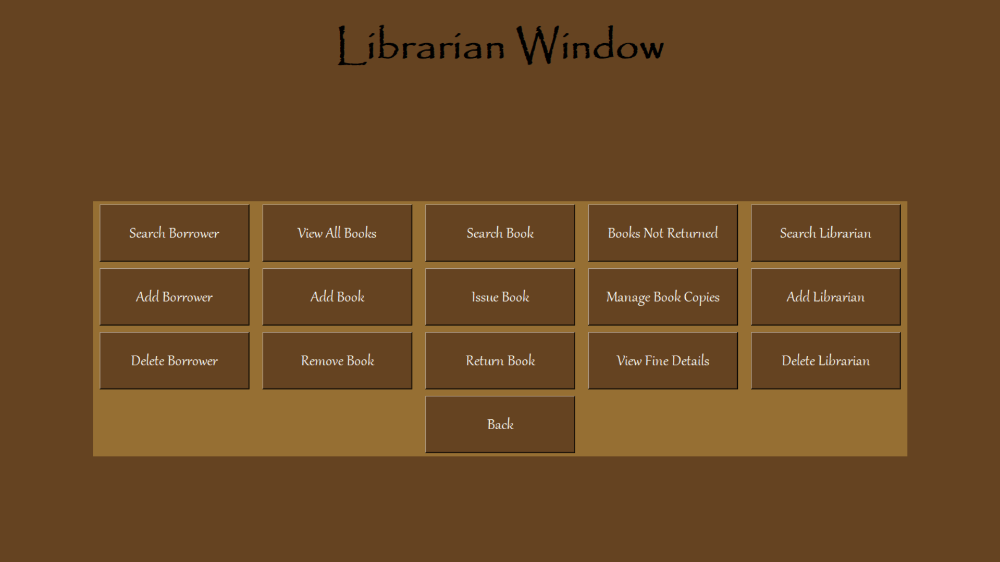 Librarian Window
Search Borrower
View All Books
Search Book
Books Not Returned
Search Librarian
Add Borrower
Add Book
Issue Book
Manage Book Copies
Add Librarian
Delete Borrower
Remove Book
Return Book
View Fine Details
Delete Librarian
Back